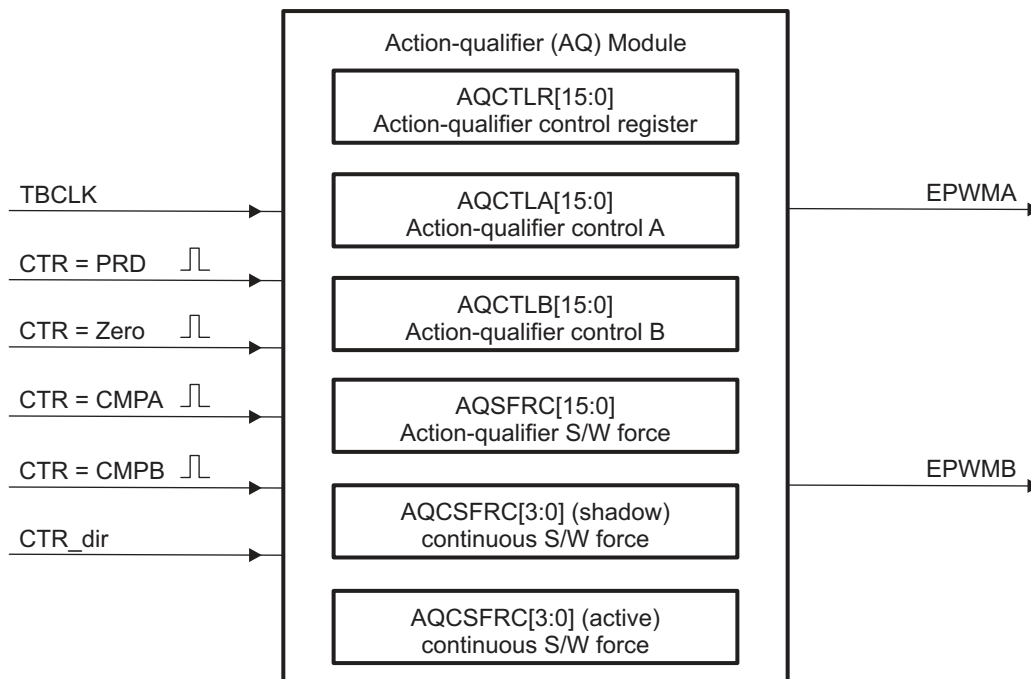 Action-qualifier (AQ) Module
AQCTLR[15:0]
Action-qualifier control register
TBCLK
AQCTLA[15:0]
Action-qualifier control A
EPWMA
CTR = PRD
CTR = Zero
AQCTLB[15:0]
Action-qualifier control B
CTR = CMPA
AQSFRC[15:0]
Action-qualifier S/W force
CTR = CMPB
EPWMB
AQCSFRC[3:0] (shadow)
continuous S/W force
CTR_dir
AQCSFRC[3:0] (active)
continuous S/W force